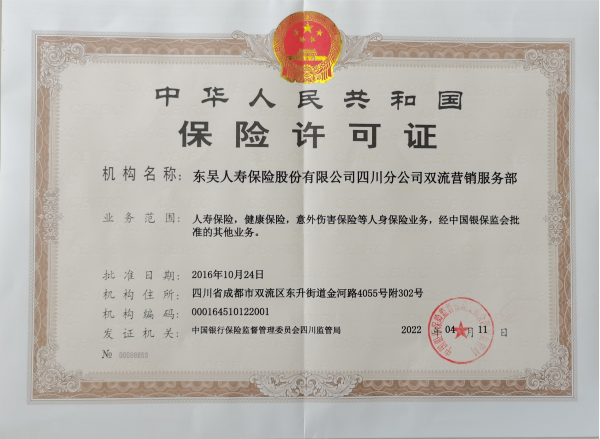 中华人民共和国
保险许可证
机构名称：东吴人寿保险股份有限公司四川分公司双流营销服务部
业务范围：人寿保险，健康保险，意外伤害保险等人身保险业务，经中国银保监会批
准的其他业务。
批准日期：2016年10月24日
机构住所：四川省成都市双流区东升街道金河路4055号附302号
机构编码：000164510122001
发证机关：中国银行保险监督管理委员会四川监管局
2022 年 04 月 11 日
№